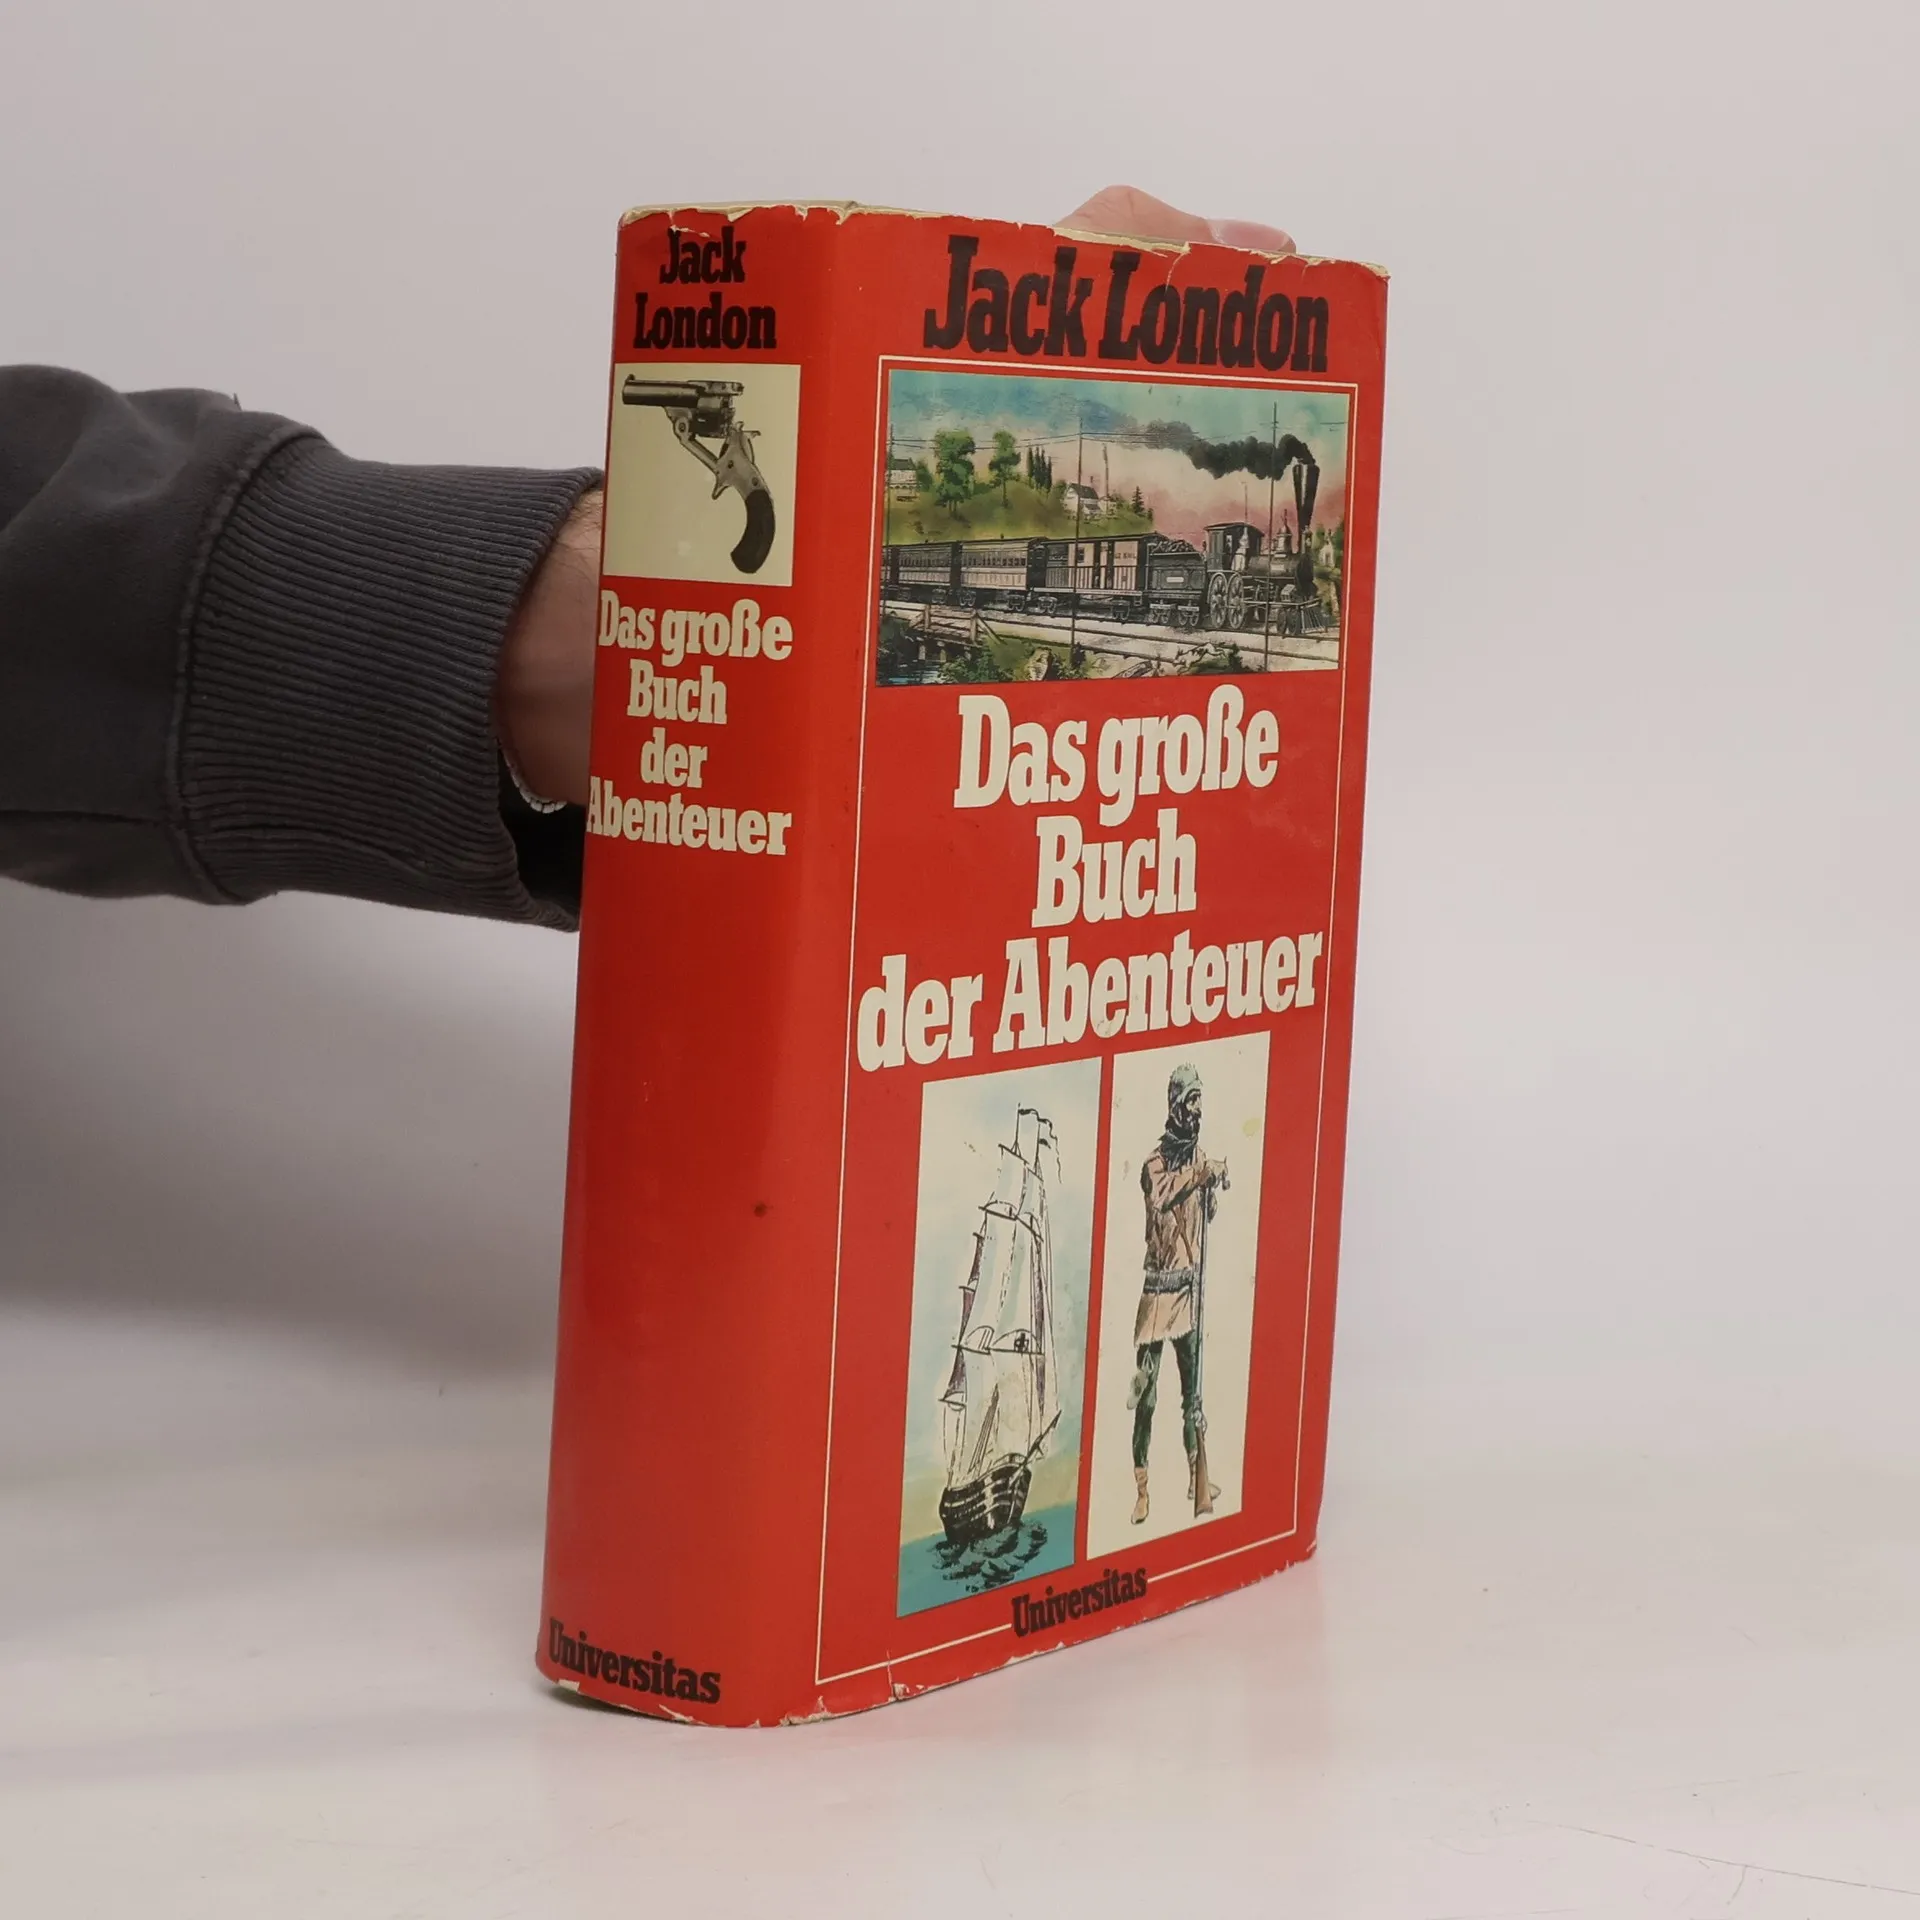 Jack
London
Das große
Buch
der
Abenteuer
Universitas
Jack London
Das große
Buch
der Abenteuer
Universitas